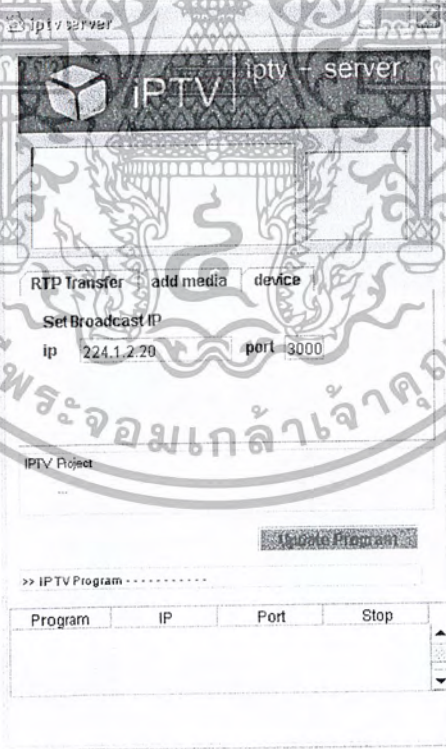 iptvserver
iPTV iptv - server
RTP Transfer add media device
Set Broadcast IP
ip 224.1.2.20 port 3000
พระจอมเกล้าเจ้าคุณ
IPTV Project
...
Update Program
>> IPTV Program - - - - - - - - - - -
Program IP Port Stop